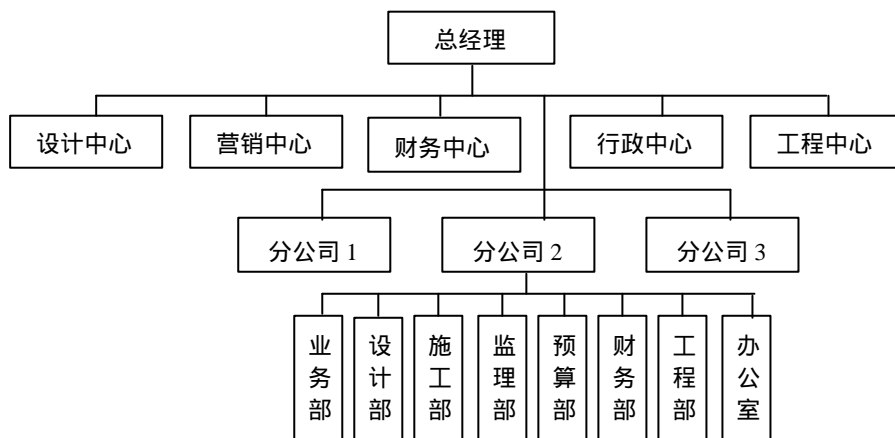 总经理
设计中心
营销中心
财务中心
行政中心
工程中心
分公司 1
分公司 2
分公司 3
业务部
设计部
施工部
监理部
预算部
财务部
工程部
办公室